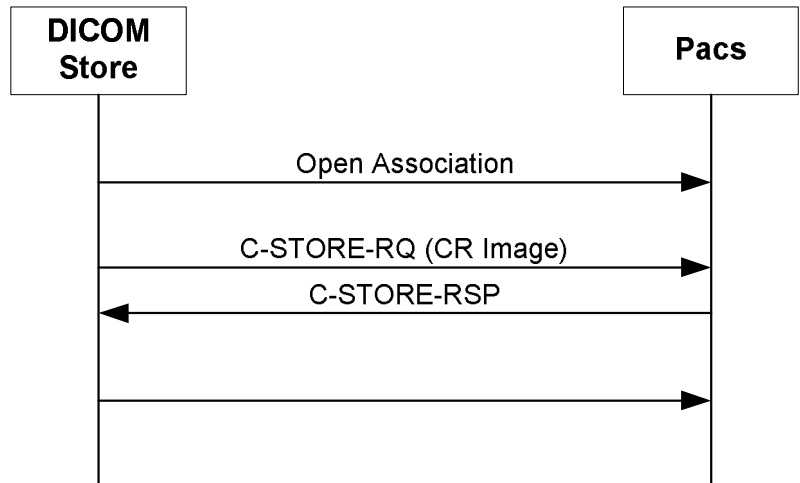 DICOM
Store
Pacs
Open Association
C-STORE-RQ (CR Image)
C-STORE-RSP